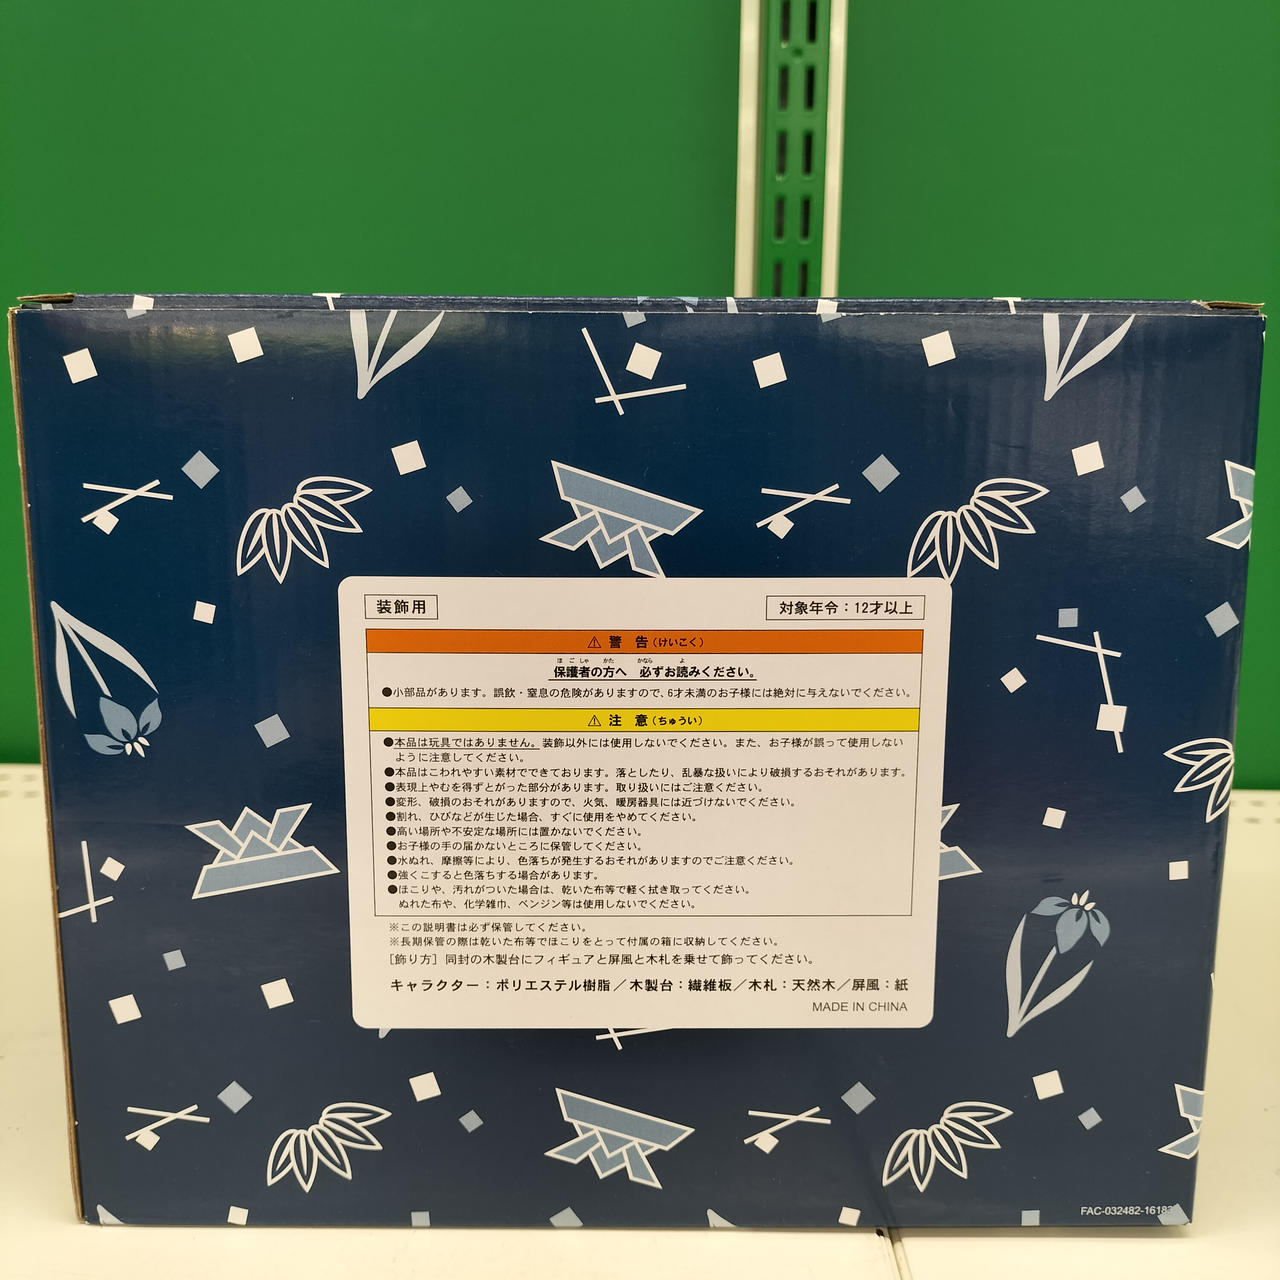 装飾用
対象年令：12才以上
⚠ 警 告（けいこく）
ほごしゃ かた かなら よ
保護者の方へ 必ずお読みください。
●小部品があります。誤飲・窒息の危険がありますので、6才未満のお子様には絶対に与えないでください。
⚠ 注 意（ちゅうい）
●本品は玩具ではありません。装飾以外には使用しないでください。また、お子様が誤って使用しない
ように注意してください。
●本品はこわれやすい素材でできております。落としたり、乱暴な扱いにより破損するおそれがあります。
●表現上やむを得ずとがった部分があります。取り扱いにはご注意ください。
●変形、破損のおそれがありますので、火気、暖房器具には近づけないでください。
●割れ、ひびなどが生じた場合、すぐに使用をやめてください。
●高い場所や不安定な場所には置かないでください。
●お子様の手の届かないところに保管してください。
●水ぬれ、摩擦等により、色落ちが発生するおそれがありますのでご注意ください。
●強くこすると色落ちする場合があります。
●ほこりや、汚れがついた場合は、乾いた布等で軽く拭き取ってください。
ぬれた布や、化学雑巾、ベンジン等は使用しないでください。
※この説明書は必ず保管してください。
※長期保管の際は乾いた布等でほこりをとって付属の箱に収納してください。
［飾り方］同封の木製台にフィギュアと屏風と木札を乗せて飾ってください。
キャラクター：ポリエステル樹脂／木製台：繊維板／木札：天然木／屏風：紙
MADE IN CHINA
FAC-032482-16183